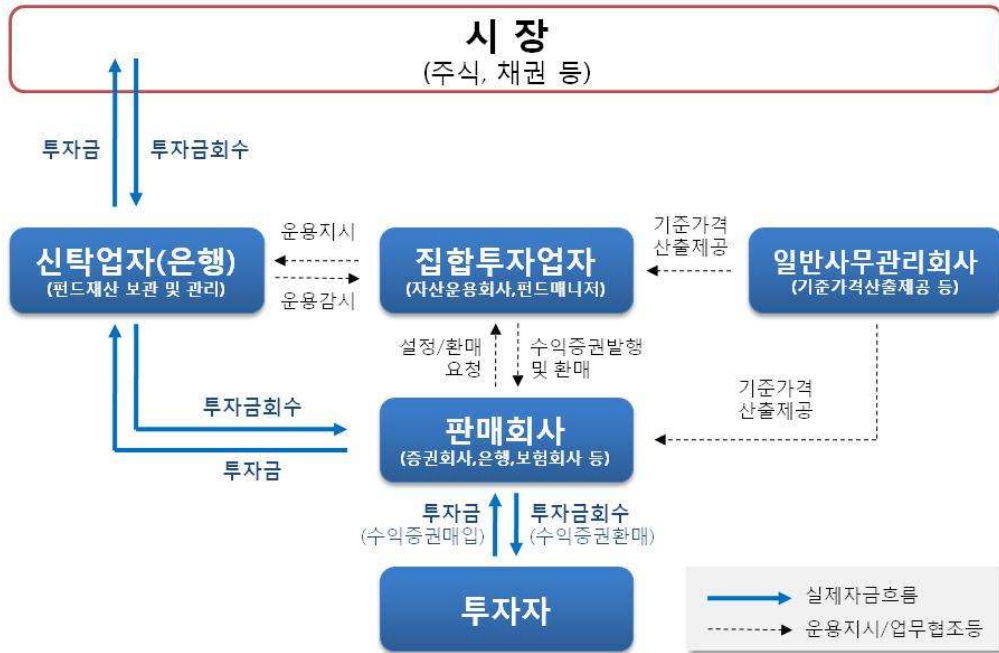 시 장
(주식, 채권 등)
투자금
투자금회수
신탁업자(은행)
(펀드재산 보관 및 관리)
운용지시
운용감시
집합투자업자
(자산운용회사,펀드매니저)
기준가격
산출제공
일반사무관리회사
(기준가격산출제공 등)
설정/환매
요청
수익증권발행
및 환매
기준가격
산출제공
투자금회수
투자금
판매회사
(증권회사,은행,보험회사 등)
투자금
(수익증권매입)
투자금회수
(수익증권환매)
투자자
실제자금흐름
운용지시/업무협조등